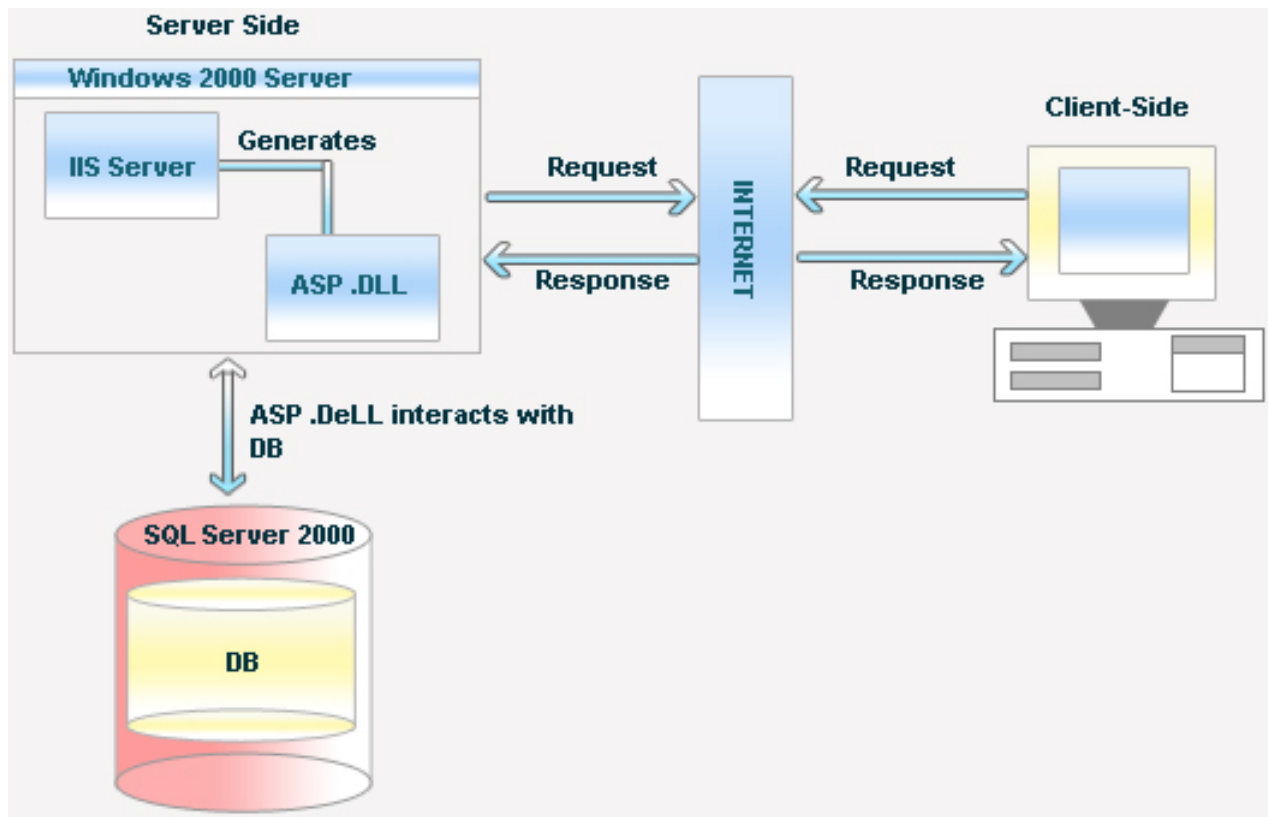 Server Side
Windows 2000 Server
IIS Server
Generates
ASP .DLL
Request
Response
INTERNET
Client-Side
Request
Response
ASP .DeLL interacts with
DB
SQL Server 2000
DB